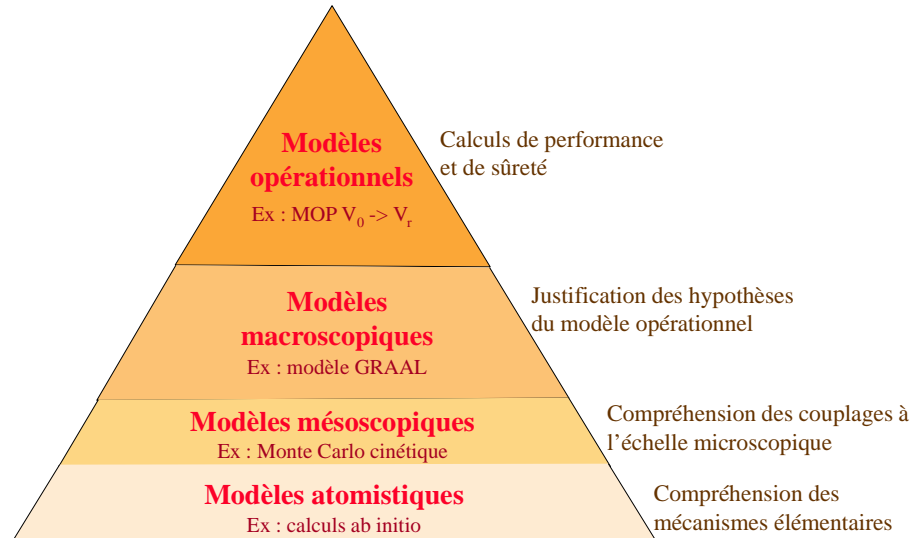 Modèles
opérationnels
Ex : MOP V₀ -> Vᵣ
Calculs de performance
et de sûreté
Modèles
macroscopiques
Ex : modèle GRAAL
Justification des hypothèses
du modèle opérationnel
Modèles mésoscopiques
Ex : Monte Carlo cinétique
Compréhension des couplages à
l’échelle microscopique
Modèles atomistiques
Ex : calculs ab initio
Compréhension des
mécanismes élémentaires